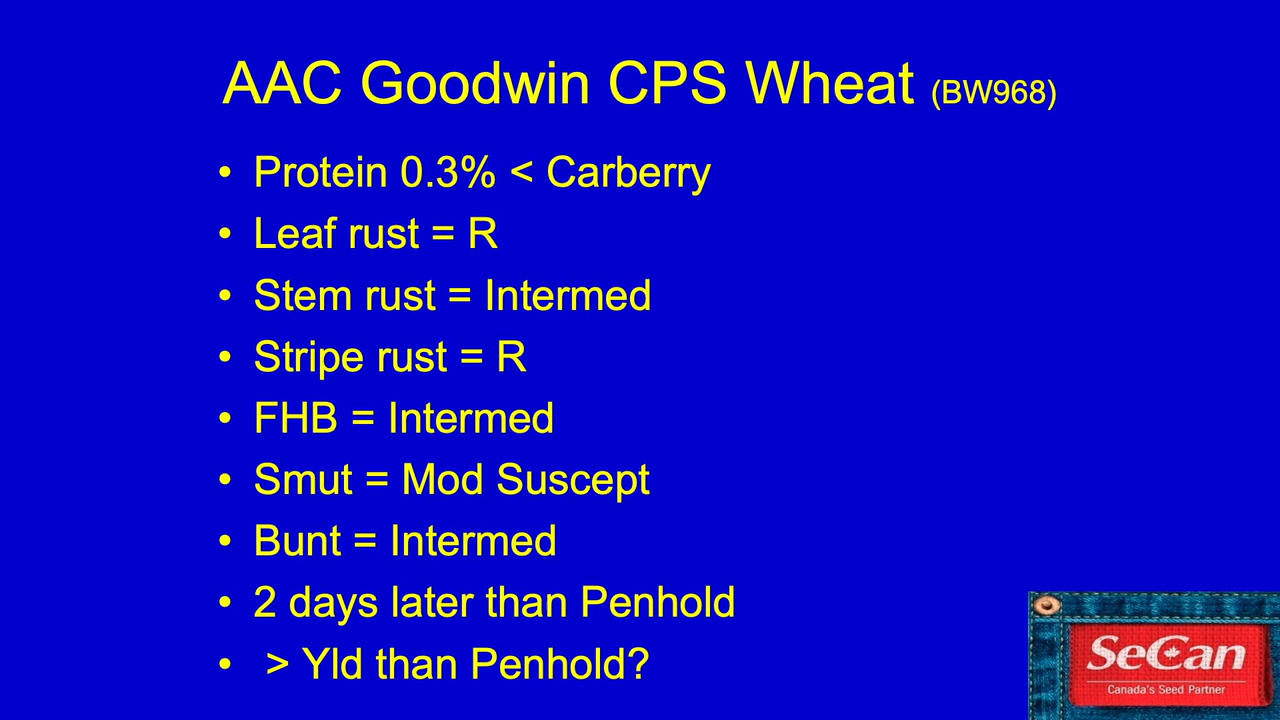 AAC Goodwin CPS Wheat (BW968)
• Protein 0.3% < Carberry
• Leaf rust = R
• Stem rust = Intermed
• Stripe rust = R
• FHB = Intermed
• Smut = Mod Suscept
• Bunt = Intermed
• 2 days later than Penhold
• > Yld than Penhold?
SeCan
Canada's Seed Partner